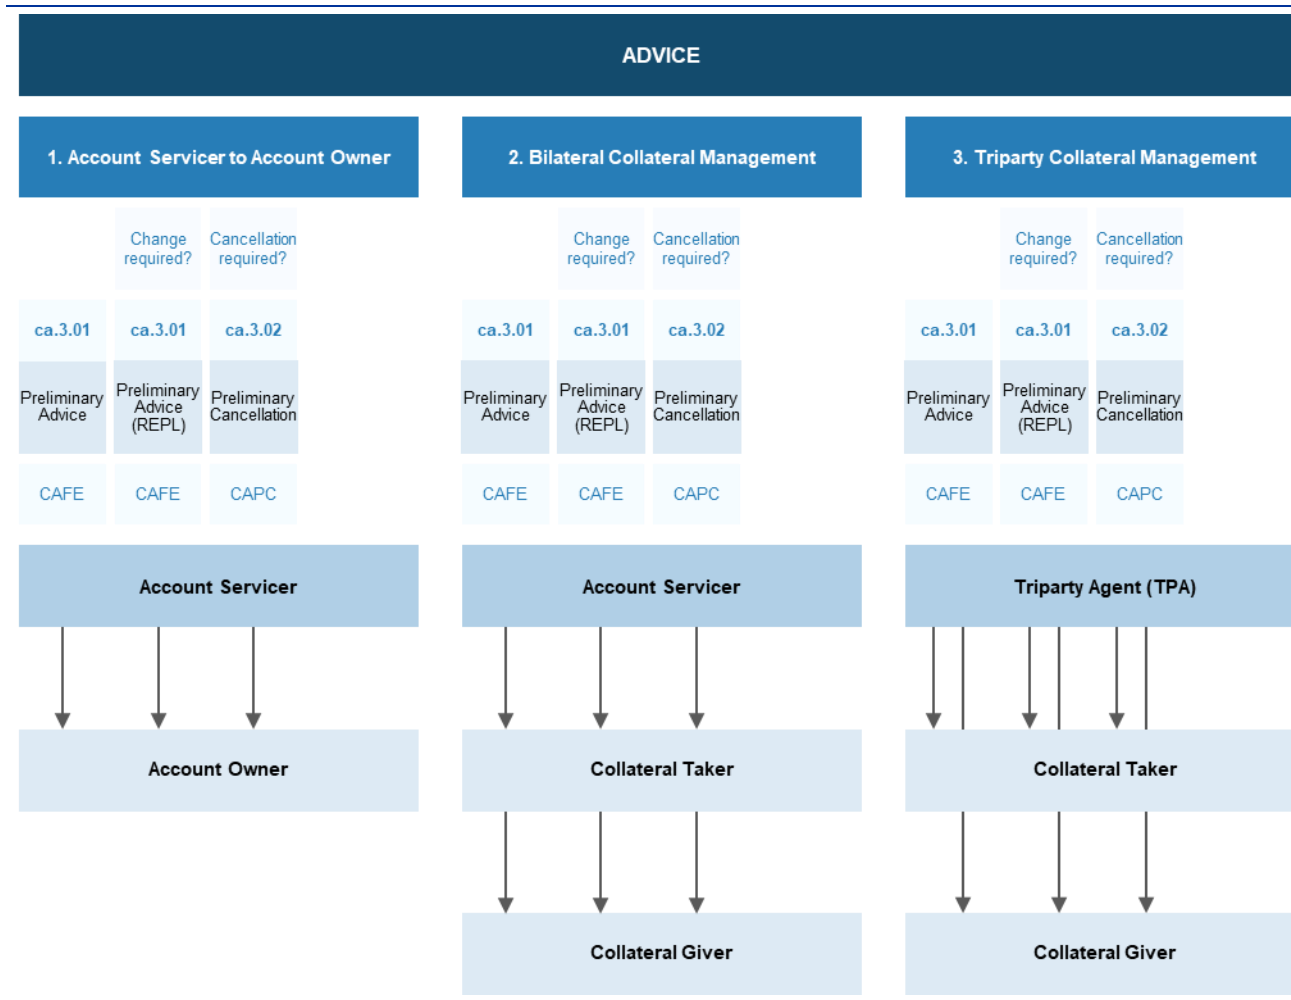 ADVICE
1. Account Servicer to Account Owner
2. Bilateral Collateral Management
3. Triparty Collateral Management
Change
required?
Cancellation
required?
Change
required?
Cancellation
required?
Change
required?
Cancellation
required?
ca.3.01
ca.3.01
ca.3.02
ca.3.01
ca.3.01
ca.3.02
ca.3.01
ca.3.01
ca.3.02
Preliminary
Advice
Preliminary
Advice
(REPL)
Preliminary
Cancellation
Preliminary
Advice
Preliminary
Advice
(REPL)
Preliminary
Cancellation
Preliminary
Advice
Preliminary
Advice
(REPL)
Preliminary
Cancellation
CAFE
CAFE
CAPC
CAFE
CAFE
CAPC
CAFE
CAFE
CAPC
Account Servicer
Account Servicer
Triparty Agent (TPA)
Account Owner
Collateral Taker
Collateral Taker
Collateral Giver
Collateral Giver